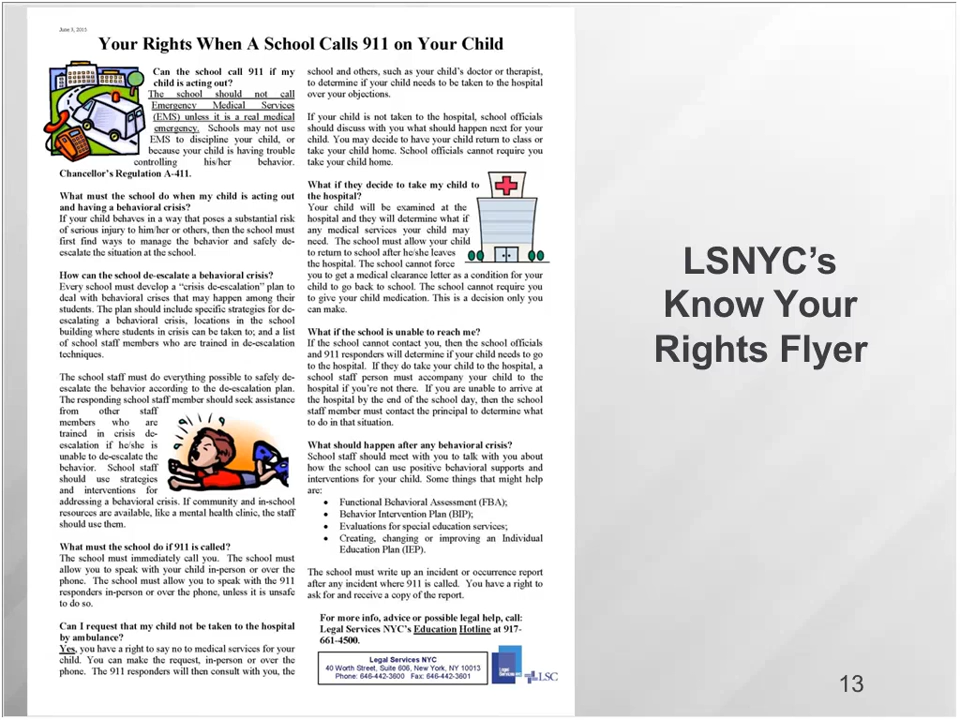 June 3, 2015
Your Rights When A School Calls 911 on Your Child
Can the school call 911 if my
child is acting out?
The school should not call
Emergency Medical Services
(EMS) unless it is a real medical
emergency. Schools may not use
EMS to discipline your child, or
because your child is having trouble
controlling his/her behavior.
Chancellor's Regulation A-411.
What must the school do when my child is acting out
and having a behavioral crisis?
If your child behaves in a way that poses a substantial risk
of serious injury to him/her or others, then the school must
first find ways to manage the behavior and safely de-
escalate the situation at the school.
How can the school de-escalate a behavioral crisis?
Every school must develop a “crisis de-escalation” plan to
deal with behavioral crises that may happen among their
students. The plan should include specific strategies for de-
escalating a behavioral crisis, locations in the school
building where students in crisis can be taken to; and a list
of school staff members who are trained in de-escalation
techniques.
The school staff must do everything possible to safely de-
escalate the behavior according to the de-escalation plan.
The responding school staff member should seek assistance
from other staff
members who are
trained in crisis de-
escalation if he/she is
unable to de-escalate the
behavior. School staff
should use strategies
and interventions for
addressing a behavioral crisis. If community and in-school
resources are available, like a mental health clinic, the staff
should use them.
What must the school do if 911 is called?
The school must immediately call you. The school must
allow you to speak with your child in-person or over the
phone. The school must allow you to speak with the 911
responders in-person or over the phone, unless it is unsafe
to do so.
Can I request that my child not be taken to the hospital
by ambulance?
Yes, you have a right to say no to medical services for your
child. You can make the request, in-person or over the
phone. The 911 responders will then consult with you, the
school and others, such as your child's doctor or therapist,
to determine if your child needs to be taken to the hospital
over your objections.
If your child is not taken to the hospital, school officials
should discuss with you what should happen next for your
child. You may decide to have your child return to class or
take your child home. School officials cannot require you
take your child home.
What if they decide to take my child to
the hospital?
Your child will be examined at the
hospital and they will determine what if
any medical services your child may
need. The school must allow your child
to return to school after he/she leaves
the hospital. The school cannot force
you to get a medical clearance letter as a condition for your
child to go back to school. The school cannot require you
to give your child medication. This is a decision only you
can make.
What if the school is unable to reach me?
If the school cannot contact you, then the school officials
and 911 responders will determine if your child needs to go
to the hospital. If they do take your child to the hospital, a
school staff person must accompany your child to the
hospital if you're not there. If you are unable to arrive at
the hospital by the end of the school day, then the school
staff member must contact the principal to determine what
to do in that situation.
What should happen after any behavioral crisis?
School staff should meet with you to talk with you about
how the school can use positive behavioral supports and
interventions for your child. Some things that might help
are:
• Functional Behavioral Assessment (FBA);
• Behavior Intervention Plan (BIP);
• Evaluations for special education services;
• Creating, changing or improving an Individual
Education Plan (IEP).
The school must write up an incident or occurrence report
after any incident where 911 is called. You have a right to
ask for and receive a copy of the report.
For more info, advice or possible legal help, call:
Legal Services NYC's Education Hotline at 917-
661-4500.
Legal Services NYC
40 Worth Street, Suite 606, New York, NY 10013
Phone: 646-442-3600 Fax: 646-442-3601
LSC
LSNYC's
Know Your
Rights Flyer
13